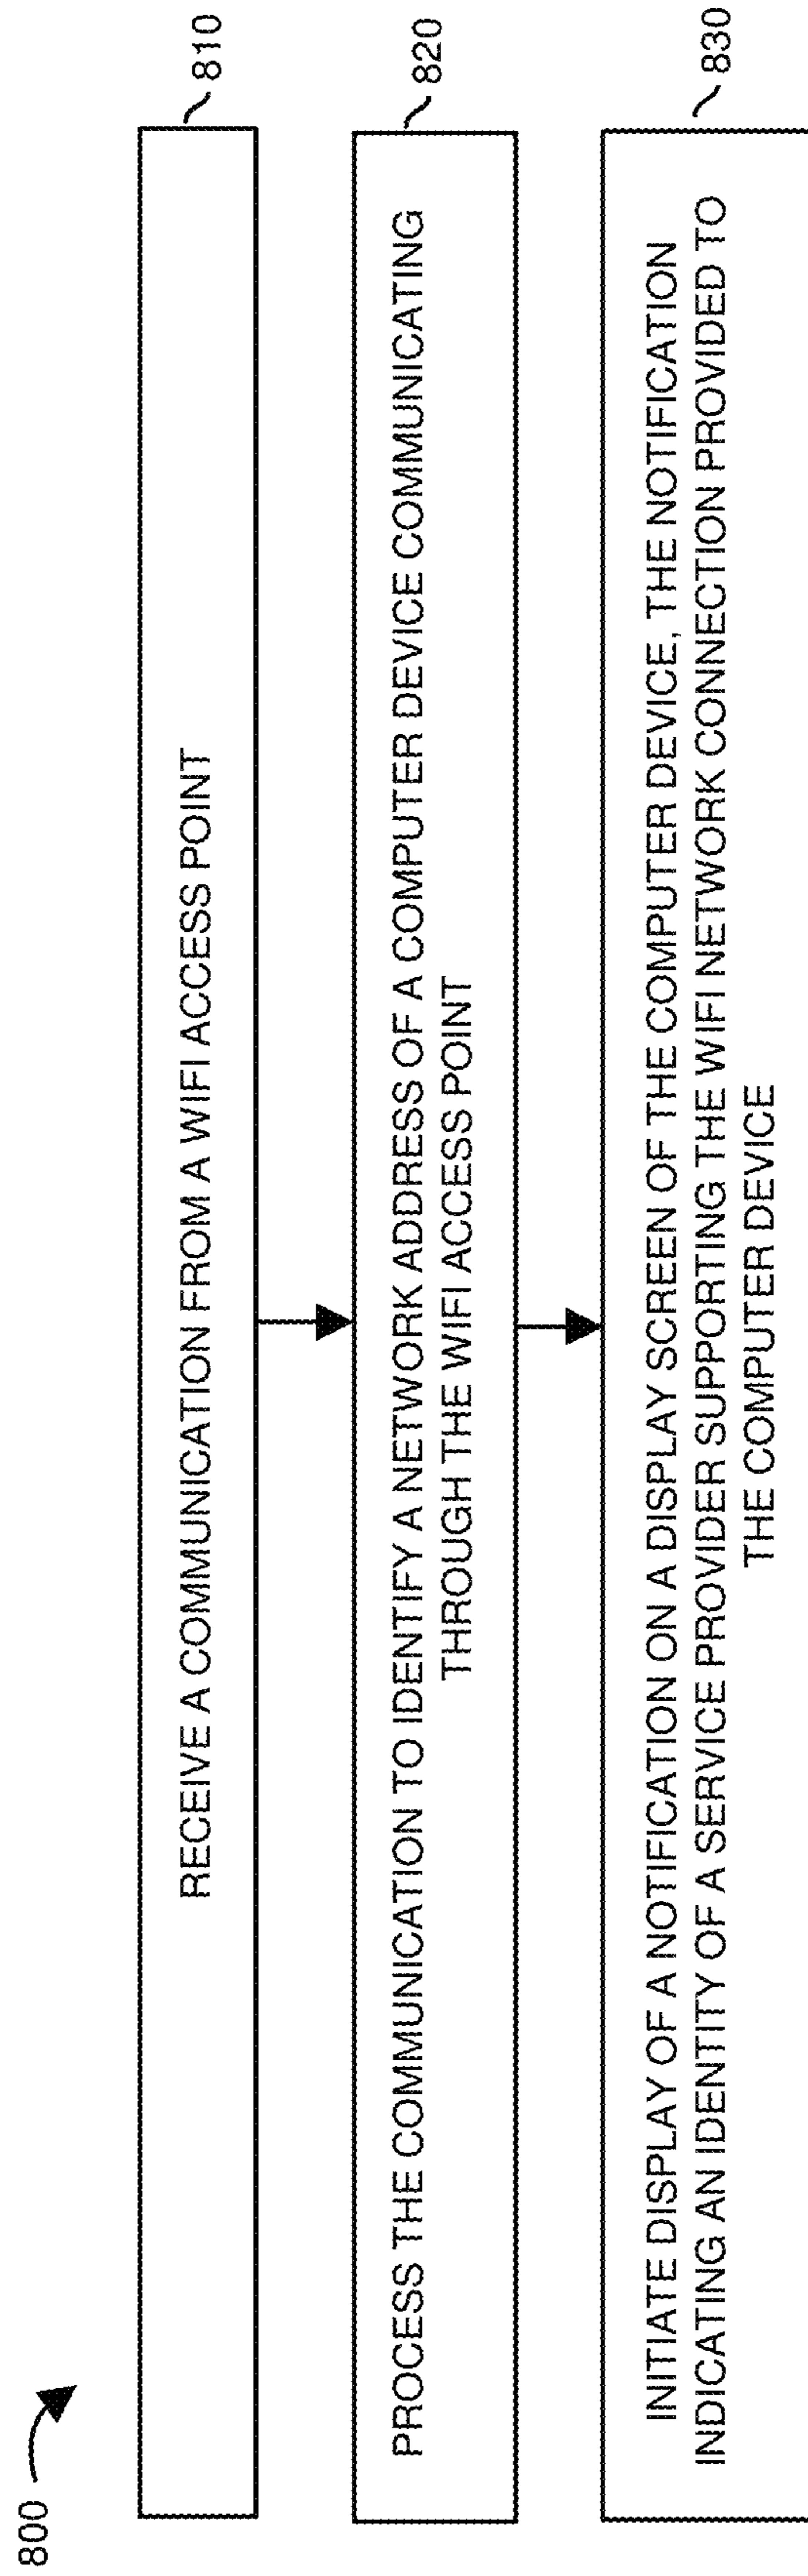 800
RECEIVE A COMMUNICATION FROM A WIFI ACCESS POINT
810
PROCESS THE COMMUNICATION TO IDENTIFY A NETWORK ADDRESS OF A COMPUTER DEVICE COMMUNICATING
THROUGH THE WIFI ACCESS POINT
820
INITIATE DISPLAY OF A NOTIFICATION ON A DISPLAY SCREEN OF THE COMPUTER DEVICE, THE NOTIFICATION
INDICATING AN IDENTITY OF A SERVICE PROVIDER SUPPORTING THE WIFI NETWORK CONNECTION PROVIDED TO
THE COMPUTER DEVICE
830